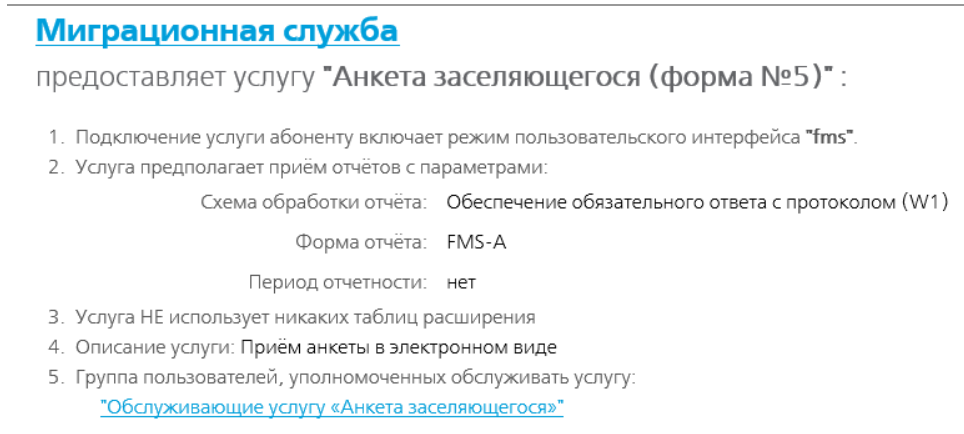 Миграционная служба
предоставляет услугу "Анкета заселяющегося (форма №5)" :
1. Подключение услуги абоненту включает режим пользовательского интерфейса "fms".
2. Услуга предполагает приём отчётов с параметрами:
Схема обработки отчёта: Обеспечение обязательного ответа с протоколом (W1)
Форма отчёта: FMS-A
Период отчетности: нет
3. Услуга НЕ использует никаких таблиц расширения
4. Описание услуги: Приём анкеты в электронном виде
5. Группа пользователей, уполномоченных обслуживать услугу:
"Обслуживающие услугу «Анкета заселяющегося»"